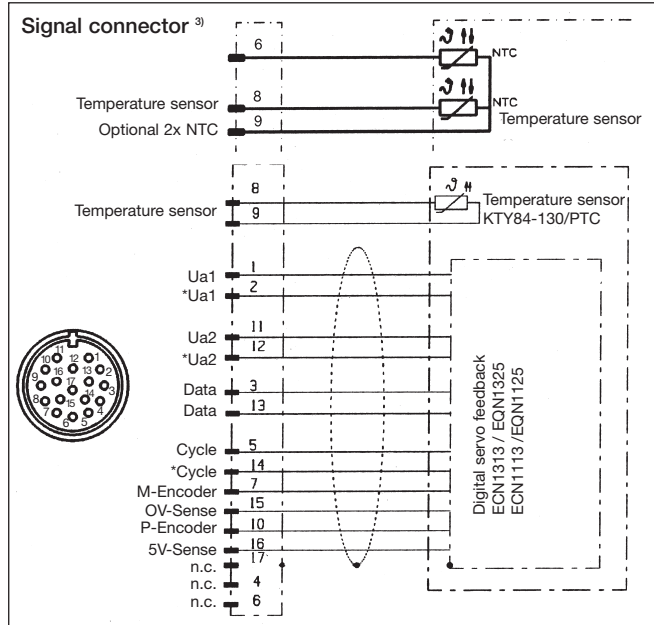 Signal connector 3)
6
NTC
Temperature sensor
8
NTC
Temperature sensor
Optional 2x NTC
9
8
Temperature sensor
9
Temperature sensor
KTY84-130/PTC
Ua1
1
*Ua1
2
Ua2
11
*Ua2
12
Data
3
Data
13
Cycle
5
*Cycle
14
M-Encoder
7
OV-Sense
15
P-Encoder
10
5V-Sense
16
n.c.
17
n.c.
4
n.c.
6
Digital servo feedback
ECN1313 / EQN1325
ECN1113 /EQN1125
11
10 12 1
16 13 2
9 17 3
8 15 14 4
7 6 5